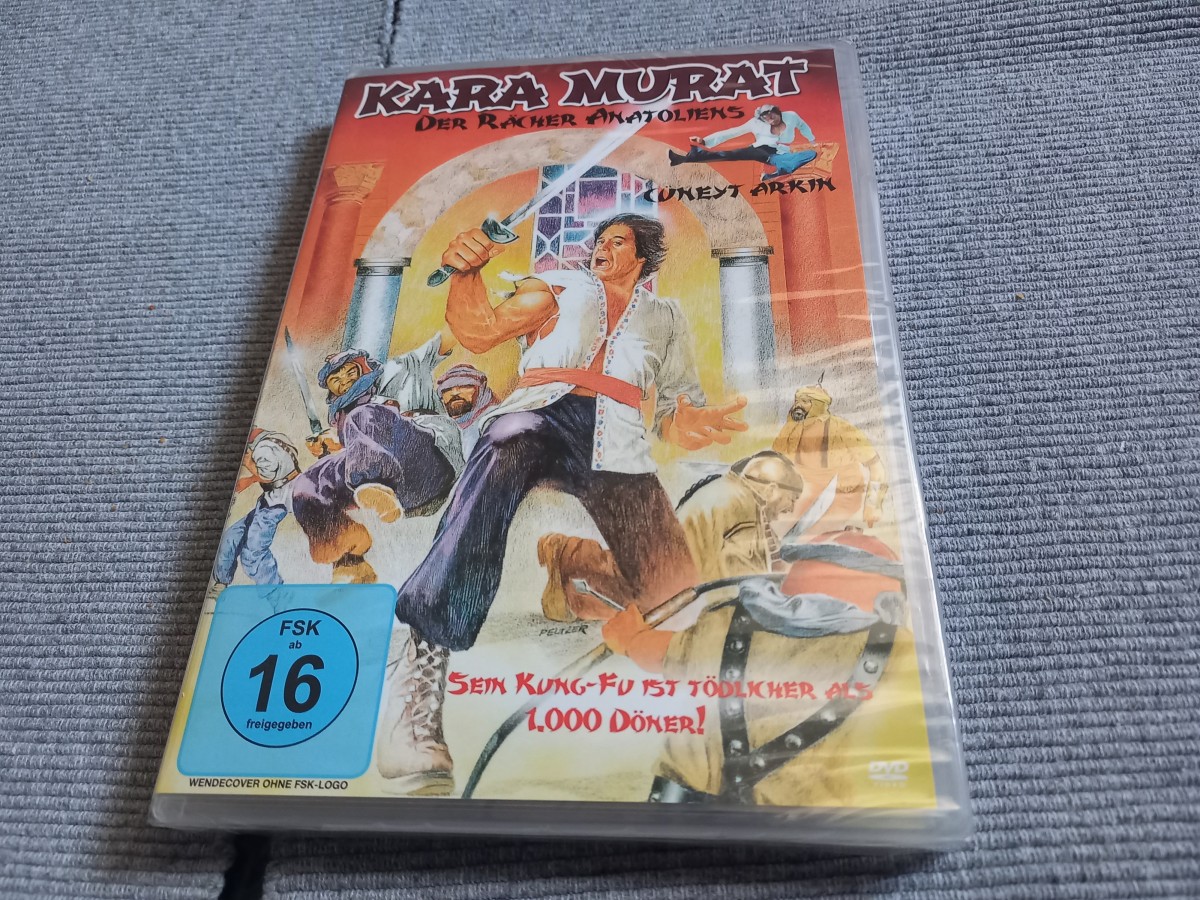 KARA MURAT
DER RÄCHER ANATOLIENS
CÜNEYT ARKIN
PELTZER
SEIN KUNG-FU IST TÖDLICHER ALS
1.000 DÖNER!
FSK
ab
16
freigegeben
WENDECOVER OHNE FSK-LOGO
DVD